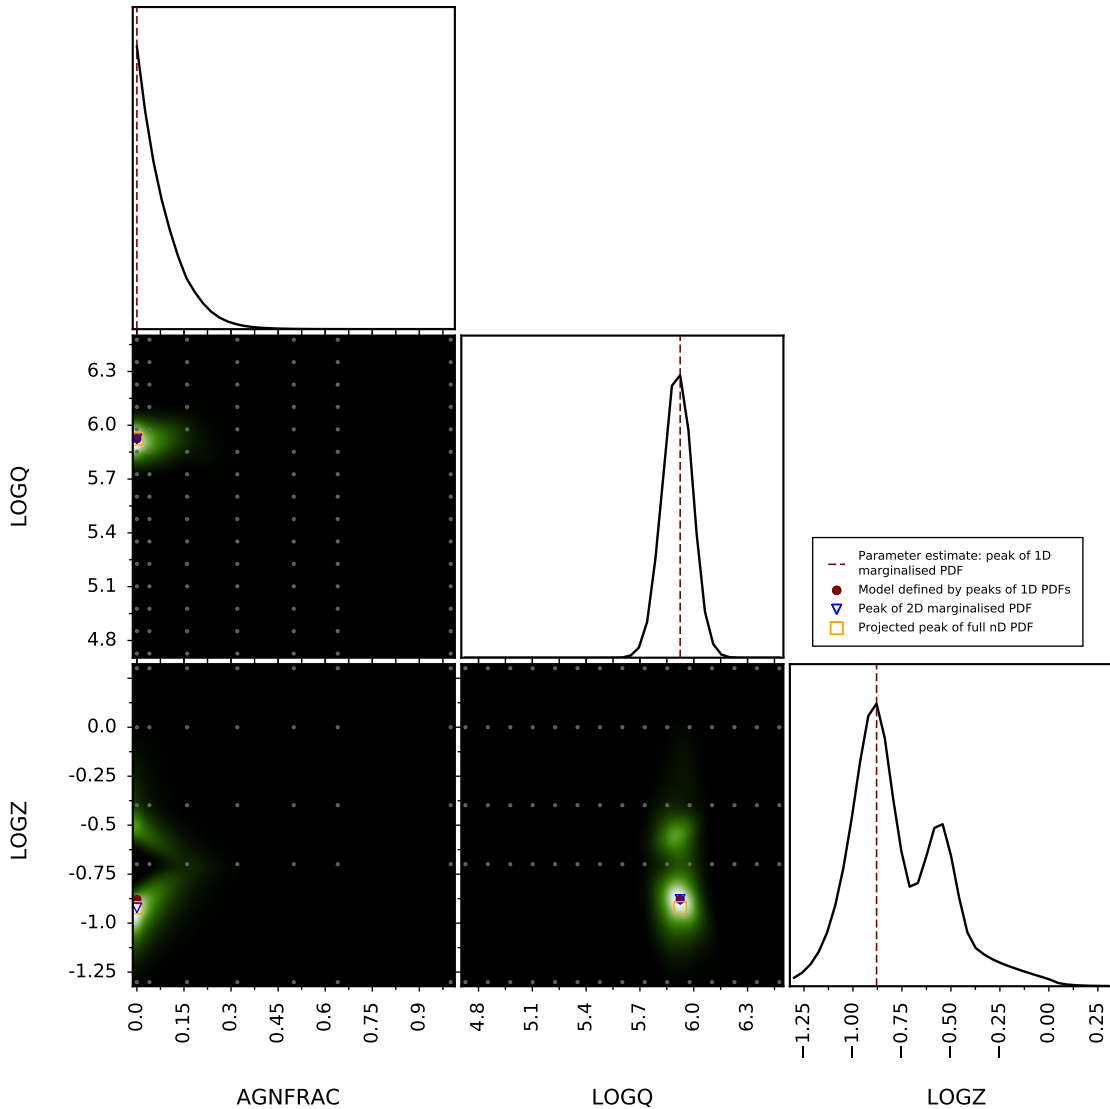 6.3
6.0
5.7
5.4
5.1
4.8
LOGQ
Parameter estimate: peak of 1D
marginalised PDF
Model defined by peaks of 1D PDFs
Peak of 2D marginalised PDF
Projected peak of full nD PDF
0.0
-0.25
-0.5
-0.75
-1.0
-1.25
LOGZ
0.0 0.15 0.3 0.45 0.6 0.75 0.9
4.8 5.1 5.4 5.7 6.0 6.3
−1.25 −1.00 −0.75 −0.50 0.00 0.25
AGNFRAC LOGQ LOGZ